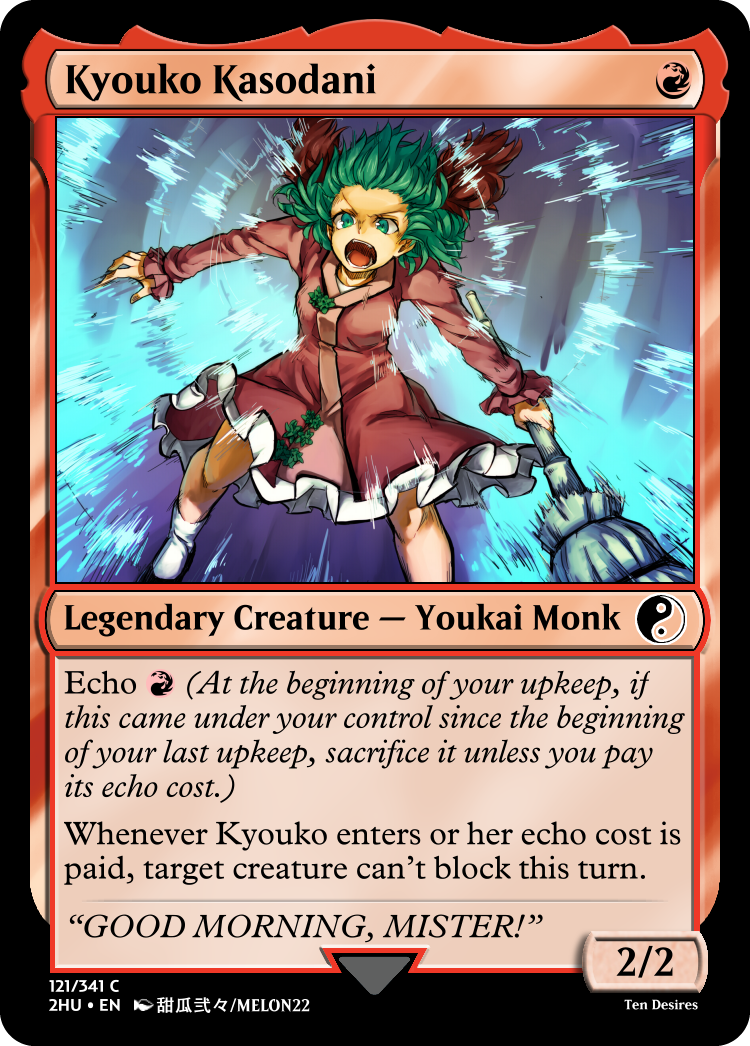 Kyouko Kasodani
Legendary Creature — Youkai Monk
Echo (At the beginning of your upkeep, if
this came under your control since the beginning
of your last upkeep, sacrifice it unless you pay
its echo cost.)
Whenever Kyouko enters or her echo cost is
paid, target creature can't block this turn.
“GOOD MORNING, MISTER!”
2/2
121/341 C
2HU • EN 甜瓜弐々/MELON22
Ten Desires